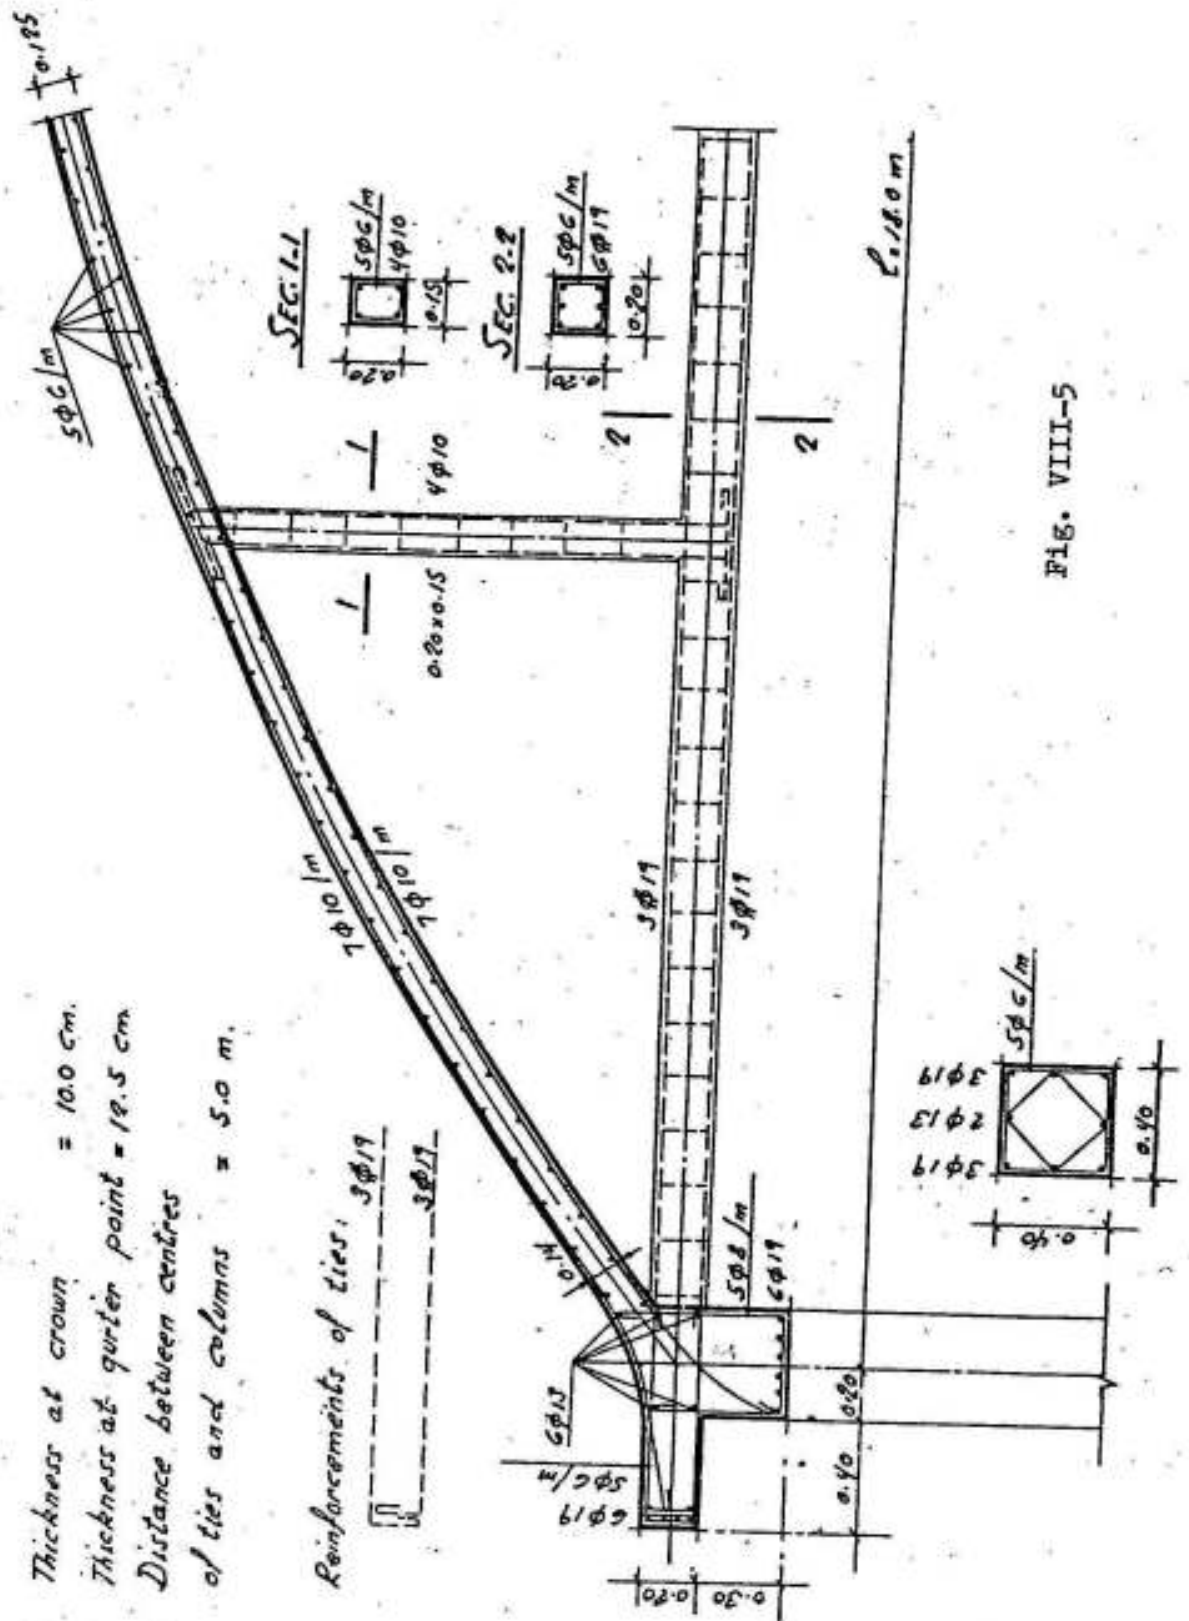 Thickness at crown = 10.0 cm.
Thickness at qurter point = 12.5 cm
Distance between centres
of ties and columns = 5.0 m.
Reinforcements of ties:
3φ19
3φ19
5φ6/m
0.125
7φ10/m
7φ10/m
0.14
SEC. 1-1
5φ6/m
4φ10
0.20
0.15
SEC. 2-2
5φ6/m
6φ19
0.20
0.20
1
1
0.20x0.15
4φ10
2
2
3φ19
3φ19
6φ13
5φ6/m
6φ19
5φ8/m
6φ19
0.20
0.30
0.40
0.20
l = 18.0 m
3φ19
2φ13
3φ19
5φ6/m
0.40
0.40
Fig. VIII-5